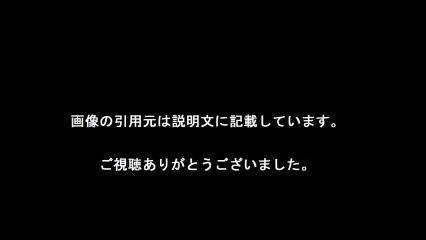 画像の引用元は説明文に記載しています。
ご視聴ありがとうございました。